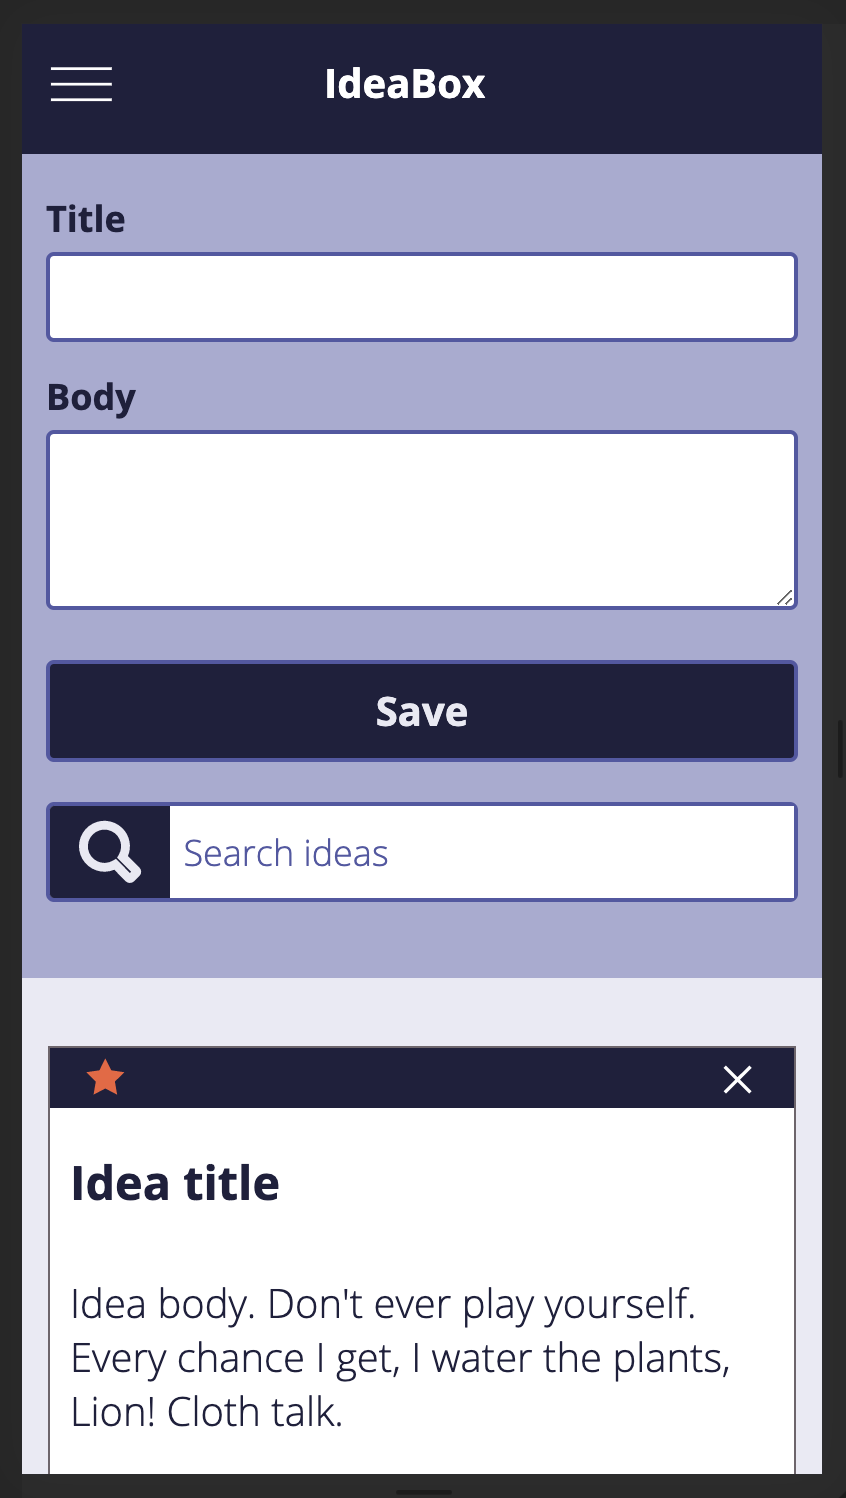 IdeaBox
Title
Body
Save
Search ideas
Idea title
Idea body. Don't ever play yourself.
Every chance I get, I water the plants,
Lion! Cloth talk.